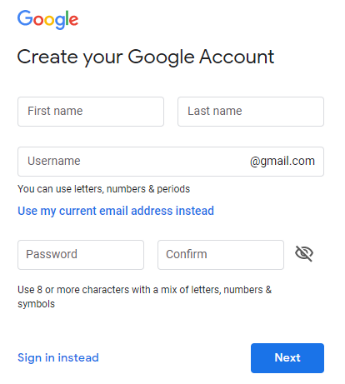 Google
Create your Google Account
First name Last name
Username @gmail.com
You can use letters, numbers & periods
Use my current email address instead
Password Confirm
Use 8 or more characters with a mix of letters, numbers &
symbols
Sign in instead Next